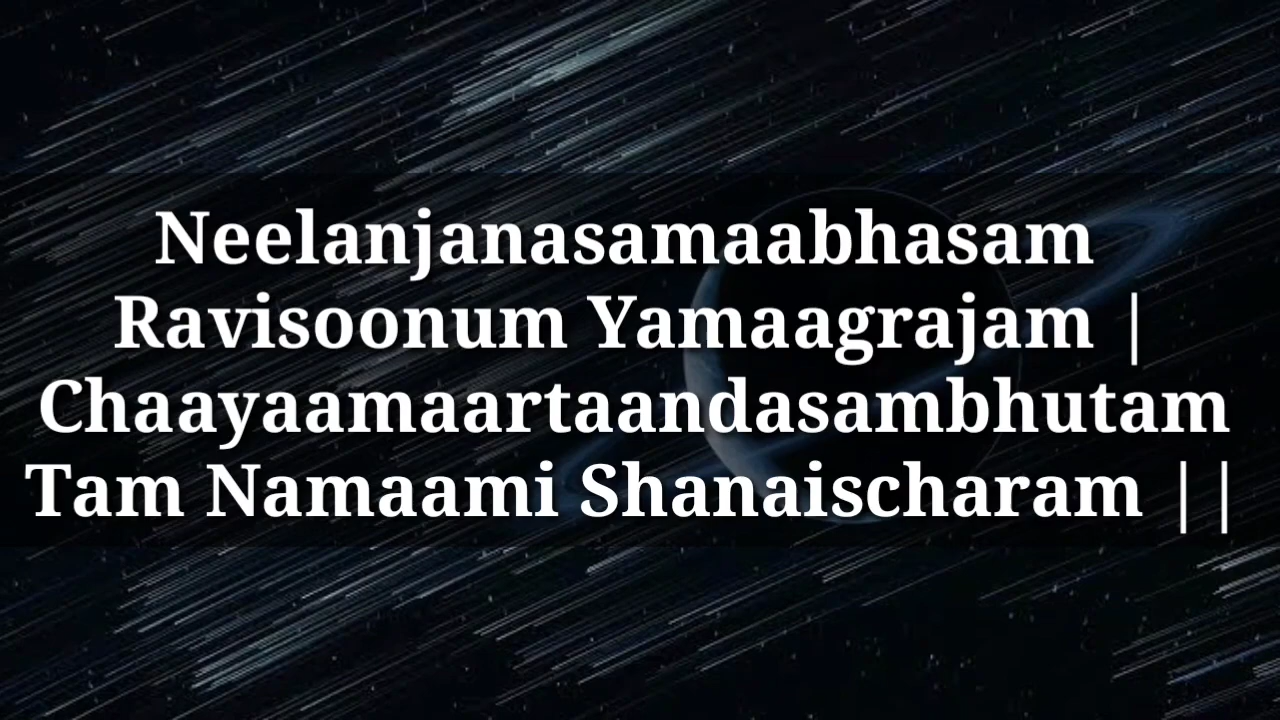 Neelanjanasamaabhasam
Ravisoonum Yamaagrajam |
Chaayaamaartaandasambhutam
Tam Namaami Shanaischaram ||